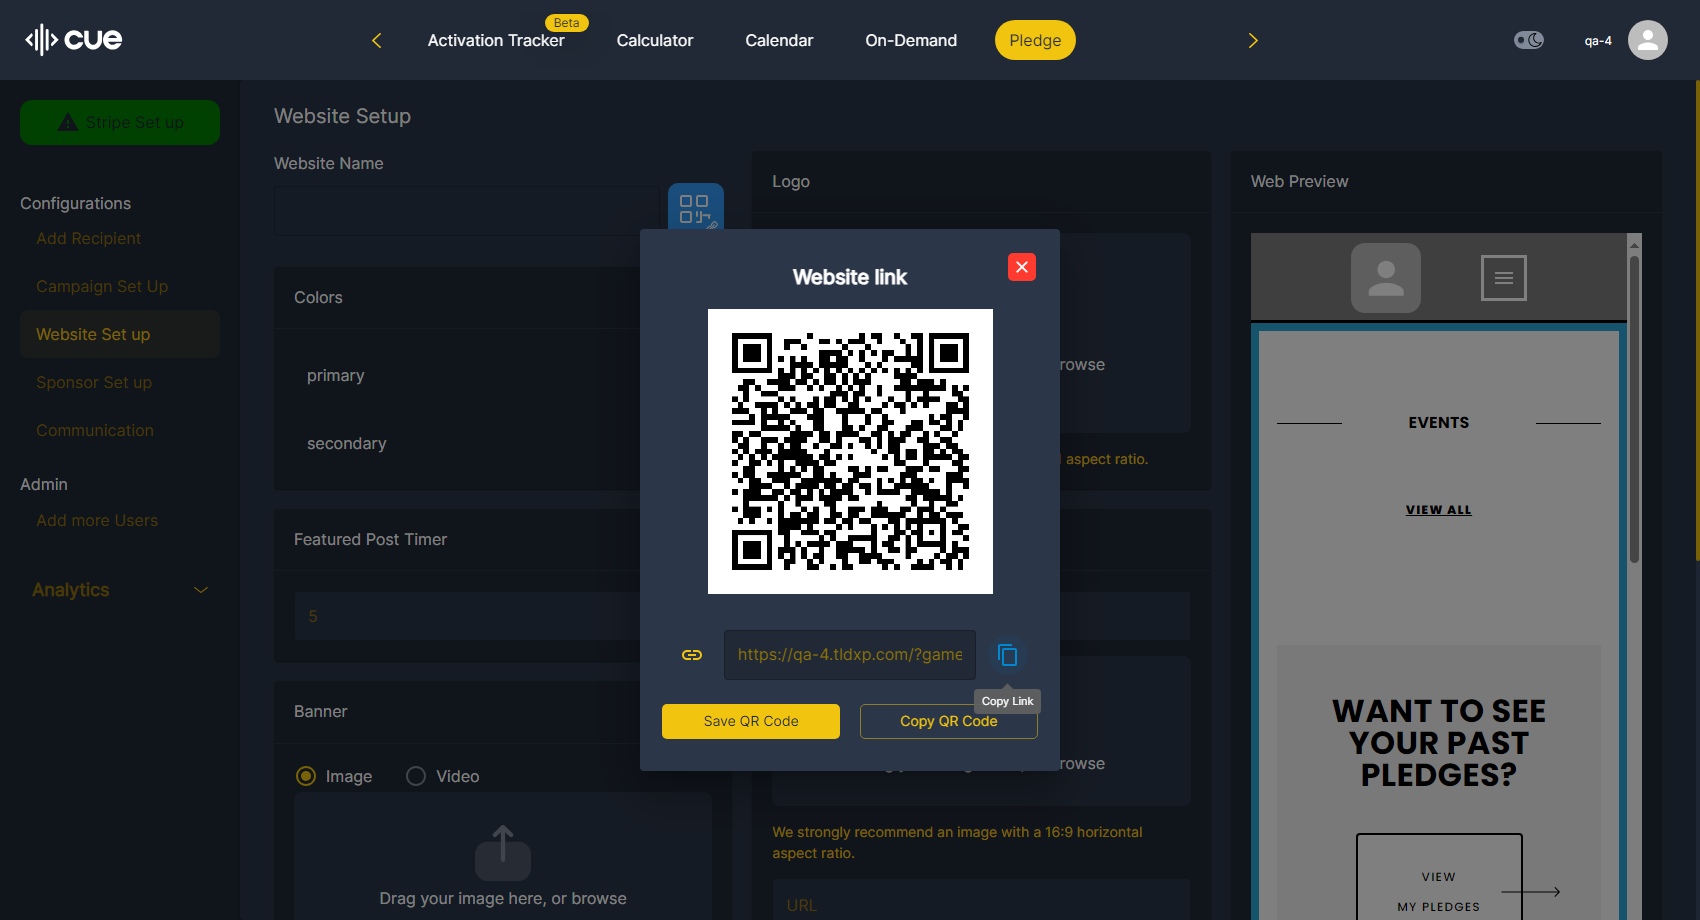 cue
Activation Tracker
Beta
Calculator
Calendar
On-Demand
Pledge
qa-4
Stripe Set up
Configurations
Add Recipient
Campaign Set Up
Website Set up
Sponsor Set up
Communication
Admin
Add more Users
Analytics
Website Setup
Website Name
Colors
primary
secondary
Featured Post Timer
5
Banner
Image
Video
Drag your image here, or browse
Logo
rowse
aspect ratio.
rowse
We strongly recommend an image with a 16:9 horizontal
aspect ratio.
URL
Website link
https://qa-4.tldxp.com/?game
Copy Link
Save QR Code
Copy QR Code
Web Preview
EVENTS
VIEW ALL
WANT TO SEE
YOUR PAST
PLEDGES?
VIEW
MY PLEDGES